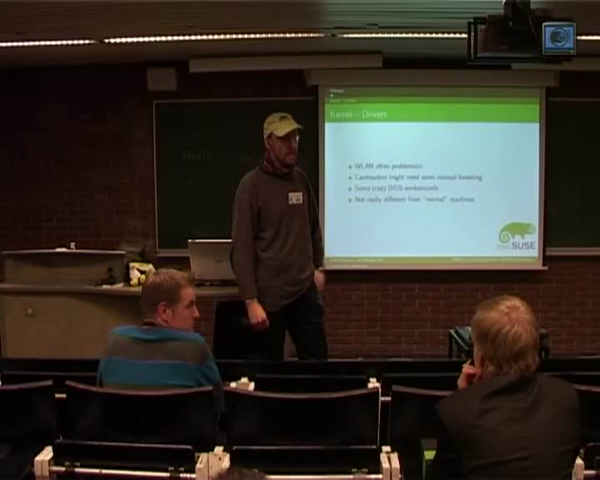 Kernel – Drivers
WLAN often problematic
Cardreaders might need some manual tweaking
Some crazy BIOS workarounds
Not really different from "normal" machines
SUSE